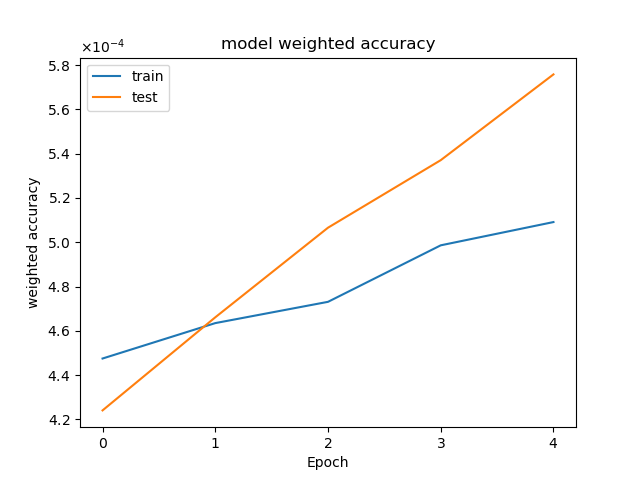 ×10⁻⁴
model weighted accuracy
5.8
5.6
5.4
5.2
5.0
4.8
4.6
4.4
4.2
weighted accuracy
train
test
0 1 2 3 4
Epoch